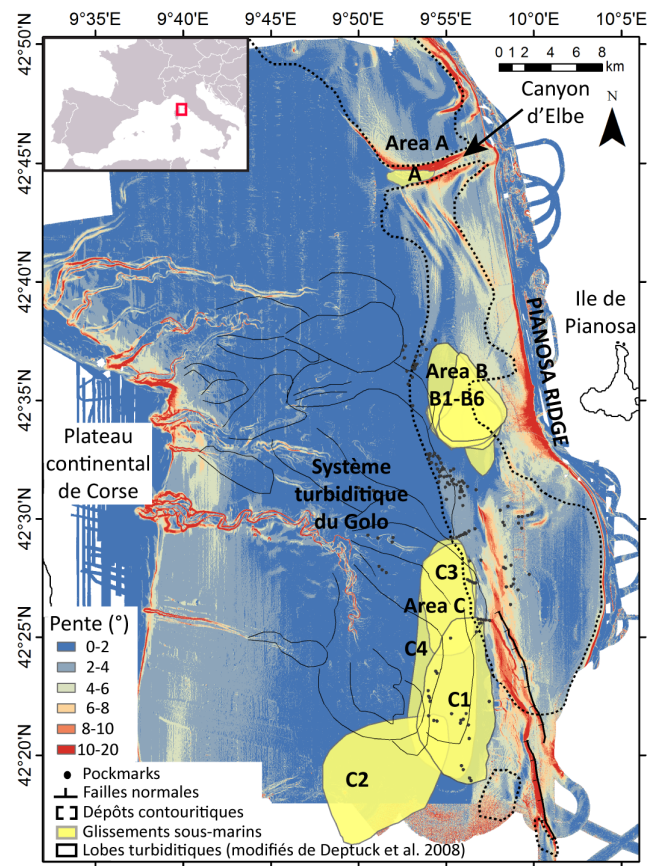 9°35'E 9°40'E 9°45'E 9°50'E 9°55'E 10°0'E 10°5'E
42°50'N
42°45'N
42°40'N
42°35'N
42°30'N
42°25'N
42°20'N
0 1 2 4 6 8
km
N
Canyon
d'Elbe
Area A
A
PIANOSA RIDGE
Ile de
Pianosa
Area B
B1-B6
Plateau
continental
de Corse
Système
turbiditique
du Golo
C3
Area C
C4
C1
C2
Pente (°)
0-2
2-4
4-6
6-8
8-10
10-20
Pockmarks
Failles normales
Dépôts contouritiques
Glissements sous-marins
Lobes turbiditiques (modifiés de Deptuck et al. 2008)